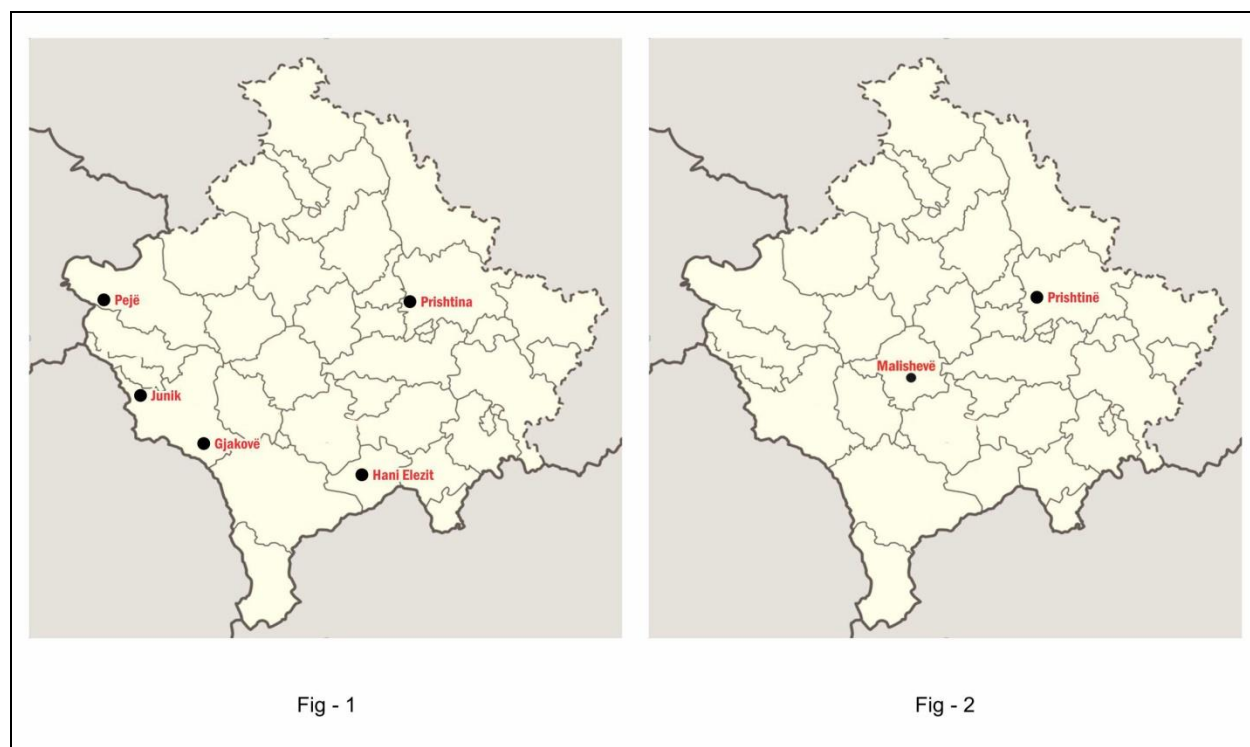 Pejë
Prishtina
Junik
Gjakovë
Hani Elezit
Prishtinë
Malishevë
Fig - 1
Fig - 2